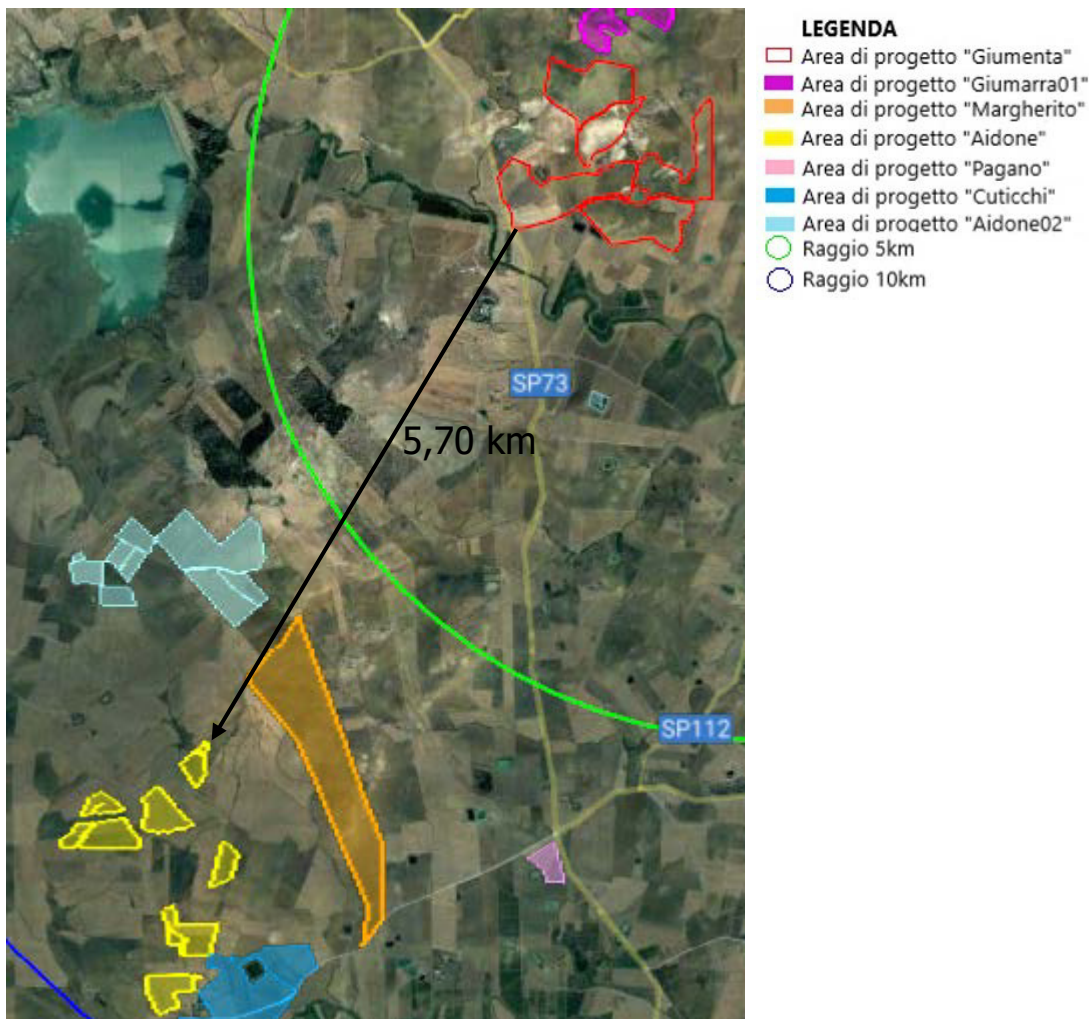 SP73
5,70 km
SP112
LEGENDA
Area di progetto "Giumenta"
Area di progetto "Giumarra01"
Area di progetto "Margherito"
Area di progetto "Aidone"
Area di progetto "Pagano"
Area di progetto "Cuticchi"
Area di progetto "Aidone02"
Raggio 5km
Raggio 10km